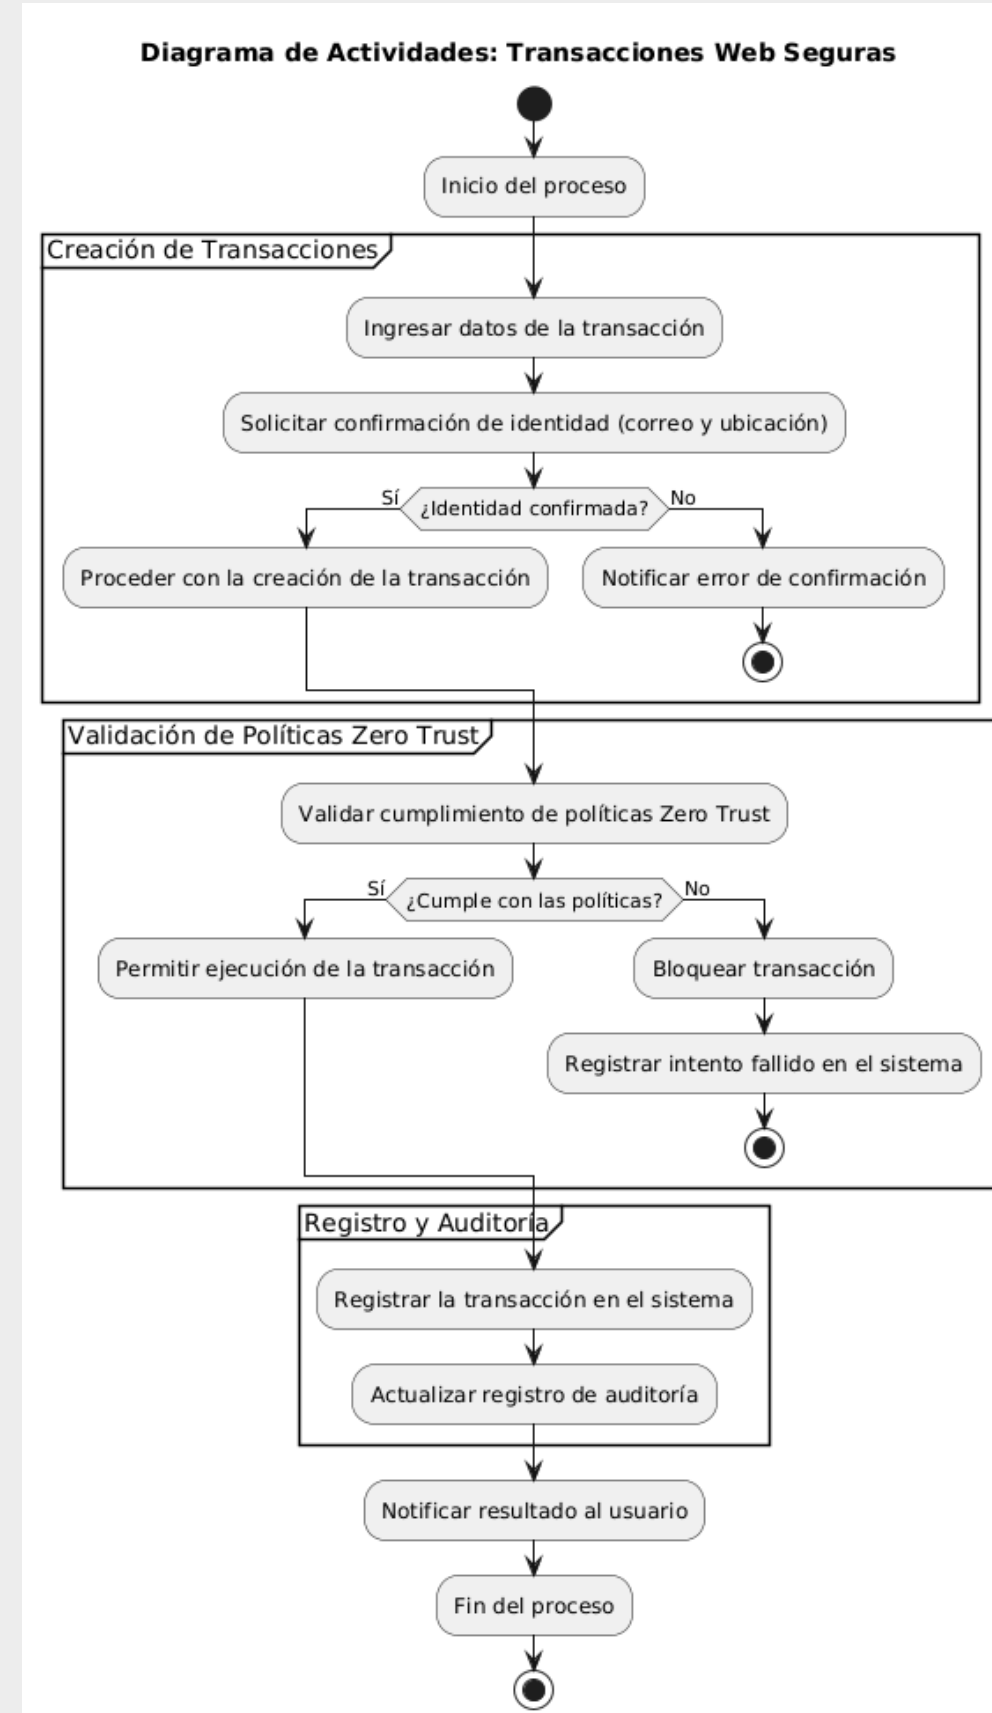 Diagrama de Actividades: Transacciones Web Seguras
Inicio del proceso
Creación de Transacciones
Ingresar datos de la transacción
Solicitar confirmación de identidad (correo y ubicación)
Sí
¿Identidad confirmada?
No
Proceder con la creación de la transacción
Notificar error de confirmación
Validación de Políticas Zero Trust
Validar cumplimiento de políticas Zero Trust
Sí
¿Cumple con las políticas?
No
Permitir ejecución de la transacción
Bloquear transacción
Registrar intento fallido en el sistema
Registro y Auditoría
Registrar la transacción en el sistema
Actualizar registro de auditoría
Notificar resultado al usuario
Fin del proceso